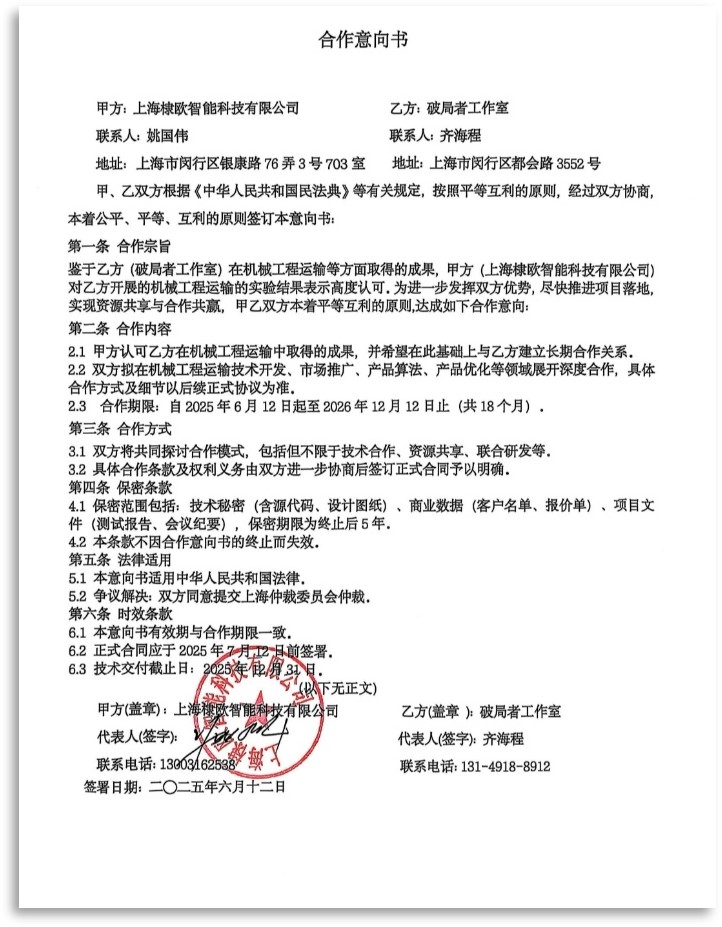 合作意向书
甲方：上海棣欧智能科技有限公司 乙方：破局者工作室
联系人：姚国伟 联系人：齐海程
地址：上海市闵行区银康路 76 弄 3 号 703 室 地址：上海市闵行区都会路 3552 号
甲、乙双方根据《中华人民共和国民法典》等有关规定，按照平等互利的原则，经过双方协商，
本着公平、平等、互利的原则签订本意向书：
第一条 合作宗旨
鉴于乙方（破局者工作室）在机械工程运输等方面取得的成果，甲方（上海棣欧智能科技有限公司）
对乙方开展的机械工程运输的实验结果表示高度认可．为进一步发挥双方优势，尽快推进项目落地，
实现资源共享与合作共赢，甲乙双方本着平等互利的原则,达成如下合作意向：
第二条 合作内容
2.1 甲方认可乙方在机械工程运输中取得的成果，并希望在此基础上与乙方建立长期合作关系．
2.2 双方拟在机械工程运输技术开发、市场推广、产品算法、产品优化等领域展开深度合作，具体
合作方式及细节以后续正式协议为准．
2.3 合作期限：自 2025 年 6 月 12 日起至 2026 年 12 月 12 日止（共 18 个月）．
第三条 合作方式
3.1 双方将共同探讨合作模式，包括但不限于技术合作、资源共享、联合研发等．
3.2 具体合作条款及权利义务由双方进一步协商后签订正式合同予以明确．
第四条 保密条款
4.1 保密范围包括：技术秘密（含源代码、设计图纸）、商业数据（客户名单、报价单）、项目文
件（测试报告、会议纪要），保密期限为终止后 5 年．
4.2 本条款不因合作意向书的终止而失效．
第五条 法律适用
5.1 本意向书适用中华人民共和国法律．
5.2 争议解决：双方同意提交上海仲裁委员会仲裁．
第六条 时效条款
6.1 本意向书有效期与合作期限一致．
6.2 正式合同应于 2025 年 7 月 12 日前签署．
6.3 技术交付截止日：2025 年 12 月 31 日．
（以下无正文）
甲方(盖章)：上海棣欧智能科技有限公司 乙方(盖章 )：破局者工作室
代表人(签字)： 代表人(签字)：齐海程
联系电话: 13003162538 联系电话: 131-4918-8912
签署日期：二〇二五年六月十二日
上海棣欧智能科技有限公司